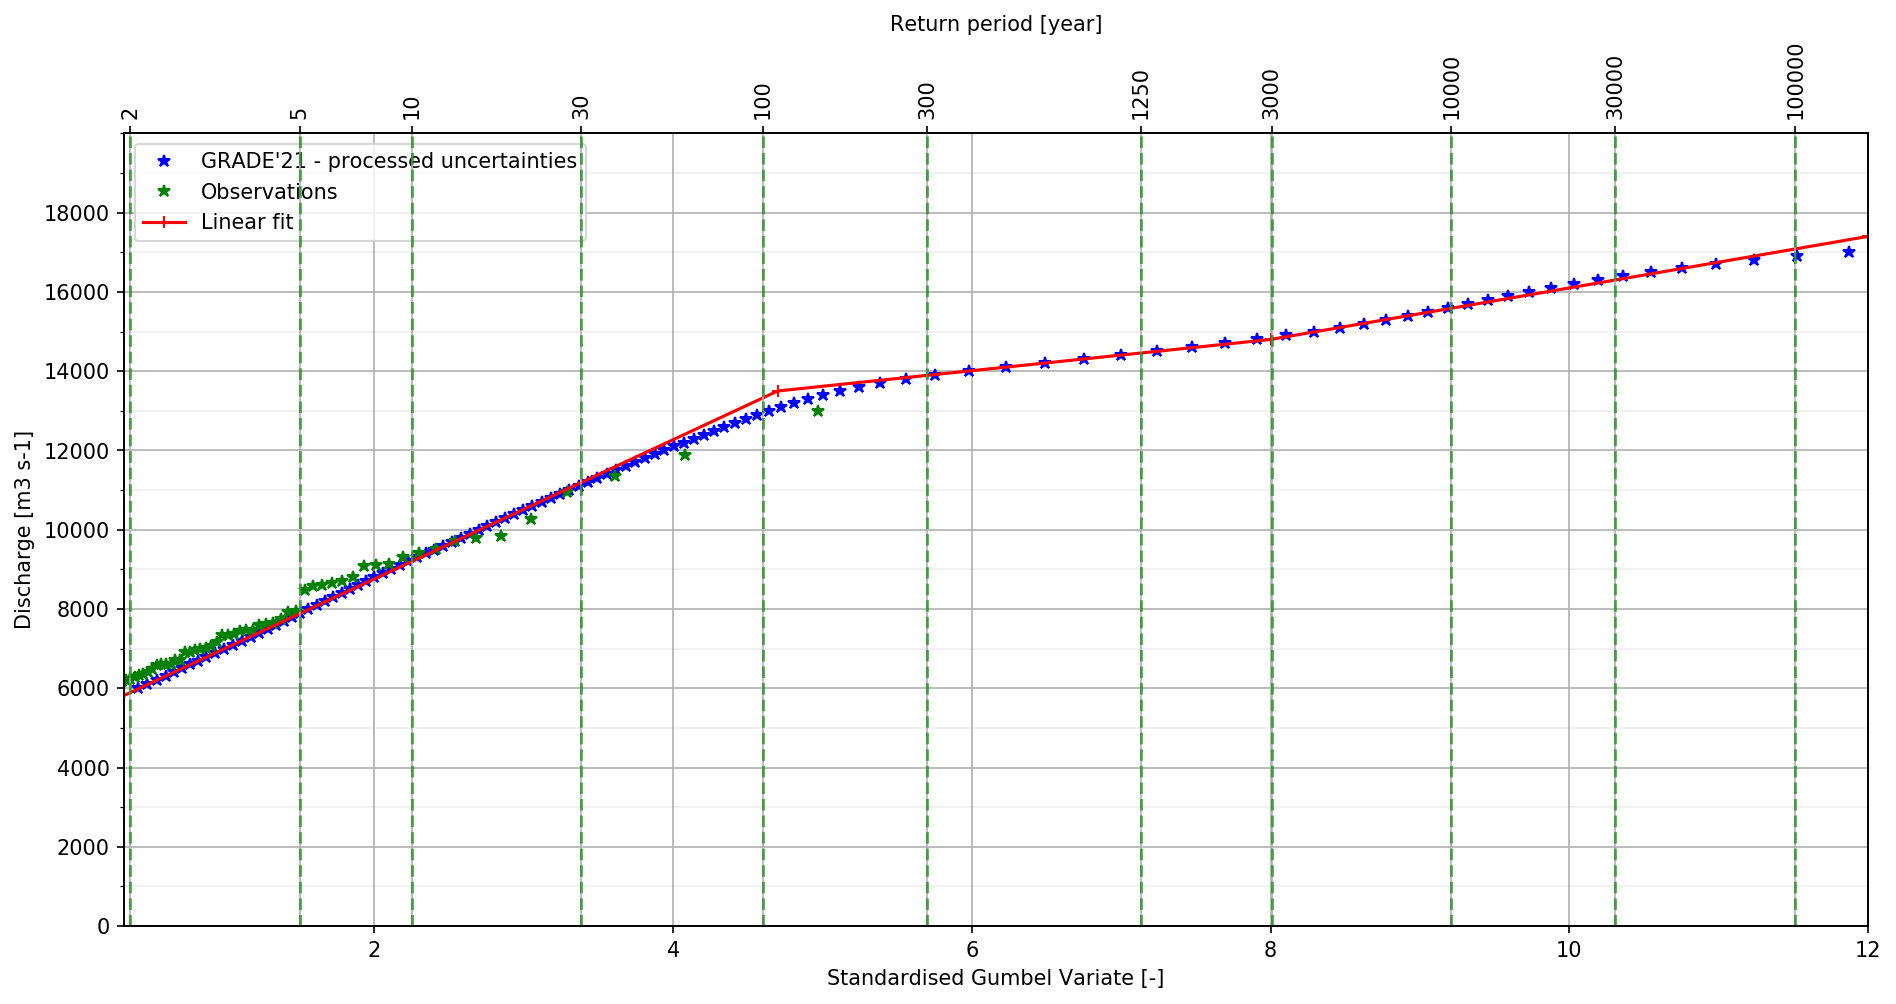 Return period [year]
2 5 10 30 100 300 1250 3000 10000 30000 100000
GRADE'21 - processed uncertainties
Observations
Linear fit
18000
16000
14000
12000
10000
8000
6000
4000
2000
0
Discharge [m3 s-1]
2 4 6 8 10 12
Standardised Gumbel Variate [-]